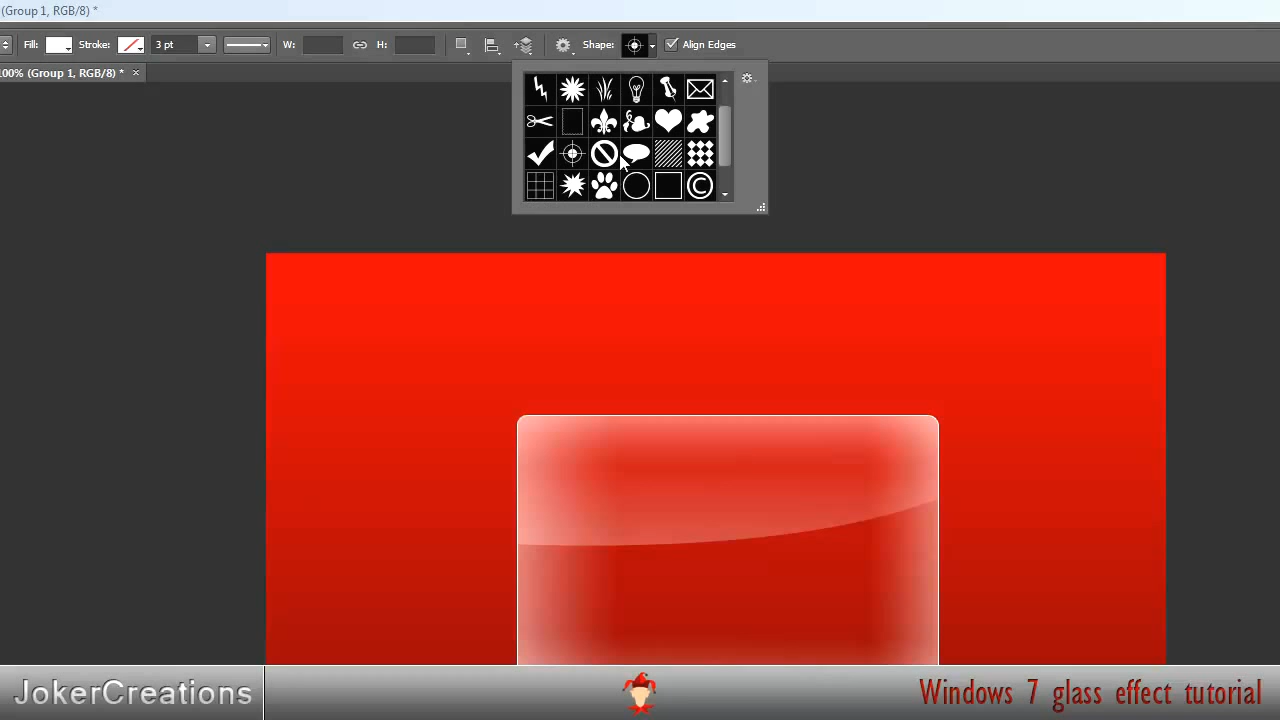 (Group 1, RGB/8) *
Fill: Stroke: 3 pt W: H: Shape: Align Edges
100% (Group 1, RGB/8) * ×
©
JokerCreations
Windows 7 glass effect tutorial